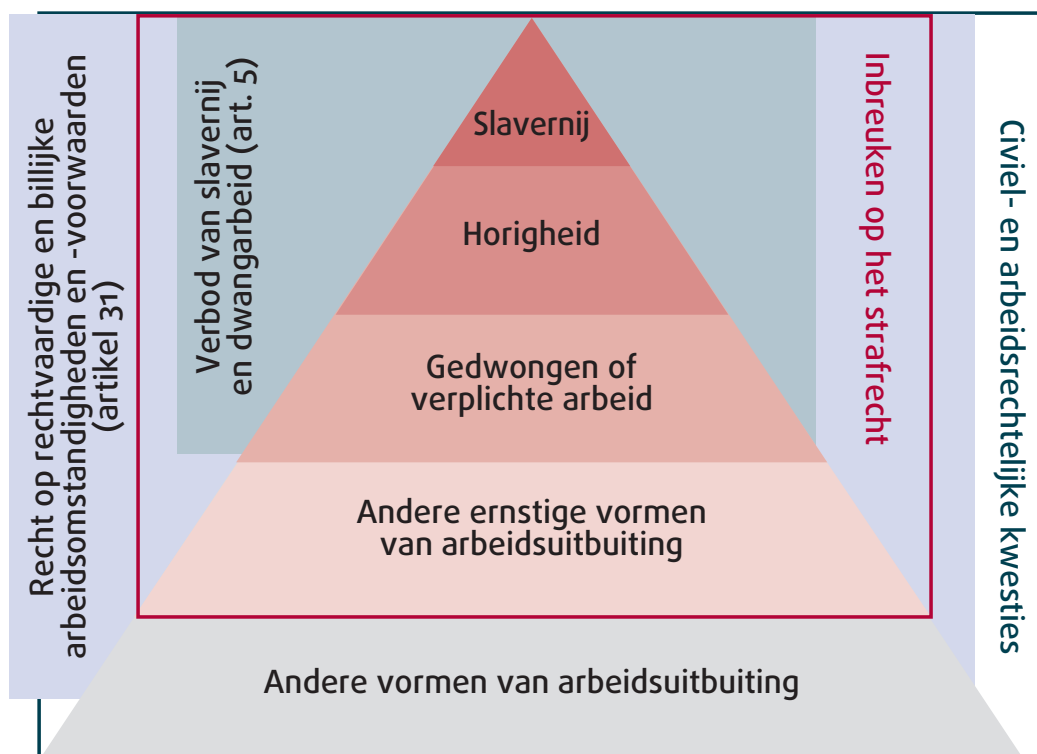 Recht op rechtvaardige en billijke
arbeidsomstandigheden en -voorwaarden
(artikel 31)
Verbod van slavernij
en dwangarbeid (art. 5)
Slavernij
Horigheid
Gedwongen of
verplichte arbeid
Andere ernstige vormen
van arbeidsuitbuiting
Andere vormen van arbeidsuitbuiting
Inbreuken op het strafrecht
Civiel- en arbeidsrechtelijke kwesties